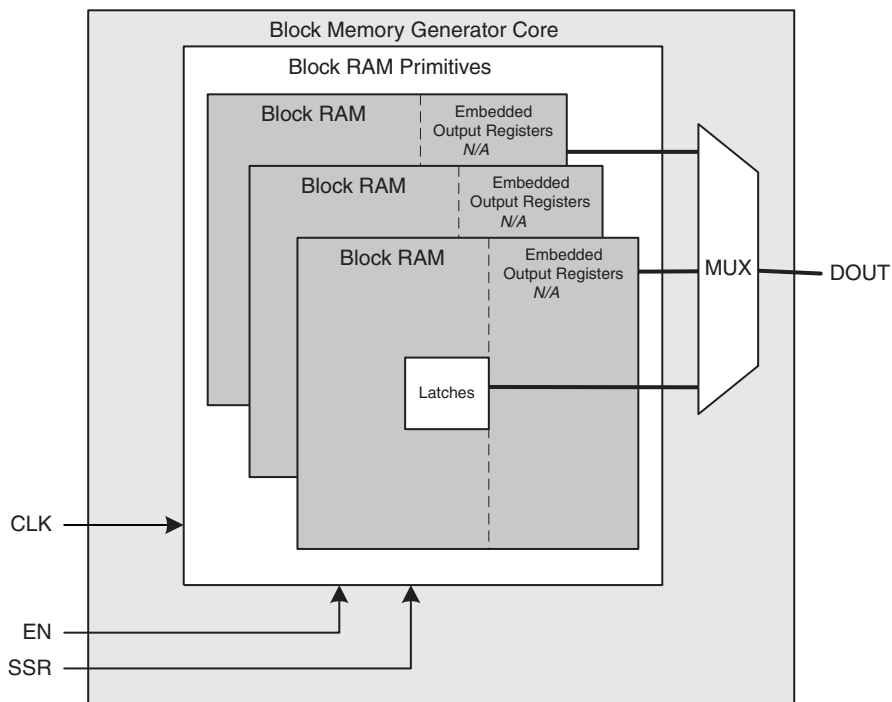 Block Memory Generator Core
Block RAM Primitives
Block RAM
Embedded
Output Registers
N/A
Block RAM
Embedded
Output Registers
N/A
Block RAM
Embedded
Output Registers
N/A
MUX
DOUT
Latches
CLK
EN
SSR